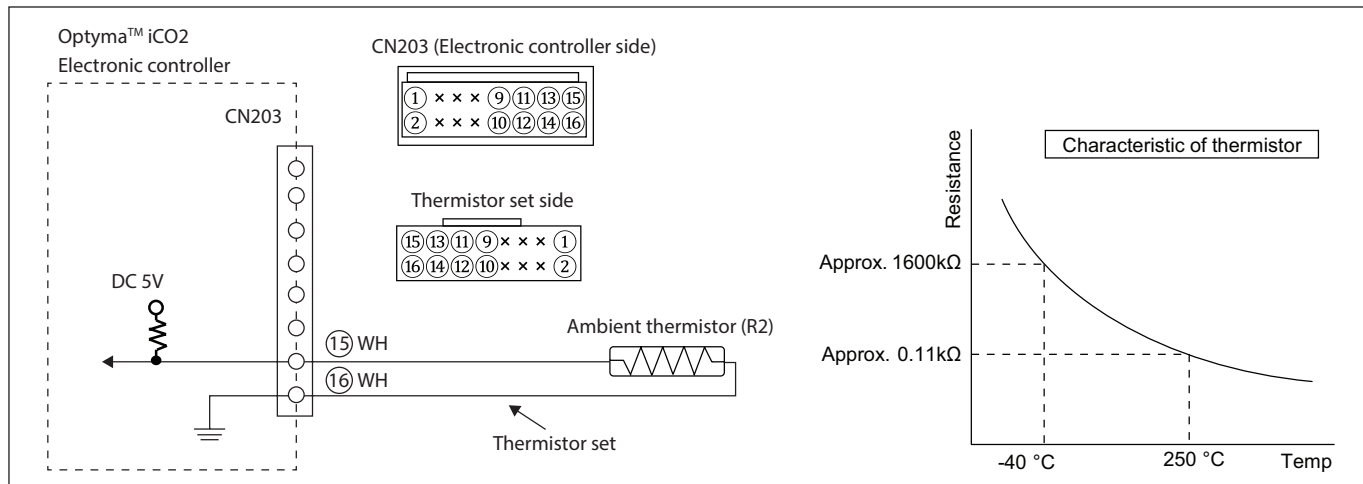 Optyma™ iCO2
Electronic controller
CN203
DC 5V
CN203 (Electronic controller side)
① × × × ⑨ ⑪ ⑬ ⑮
② × × × ⑩ ⑫ ⑭ ⑯
Thermistor set side
⑮ ⑬ ⑪ ⑨ × × × ①
⑯ ⑭ ⑫ ⑩ × × × ②
⑮ WH
⑯ WH
Ambient thermistor (R2)
Thermistor set
Characteristic of thermistor
Resistance
Approx. 1600kΩ
Approx. 0.11kΩ
-40 °C
250 °C
Temp